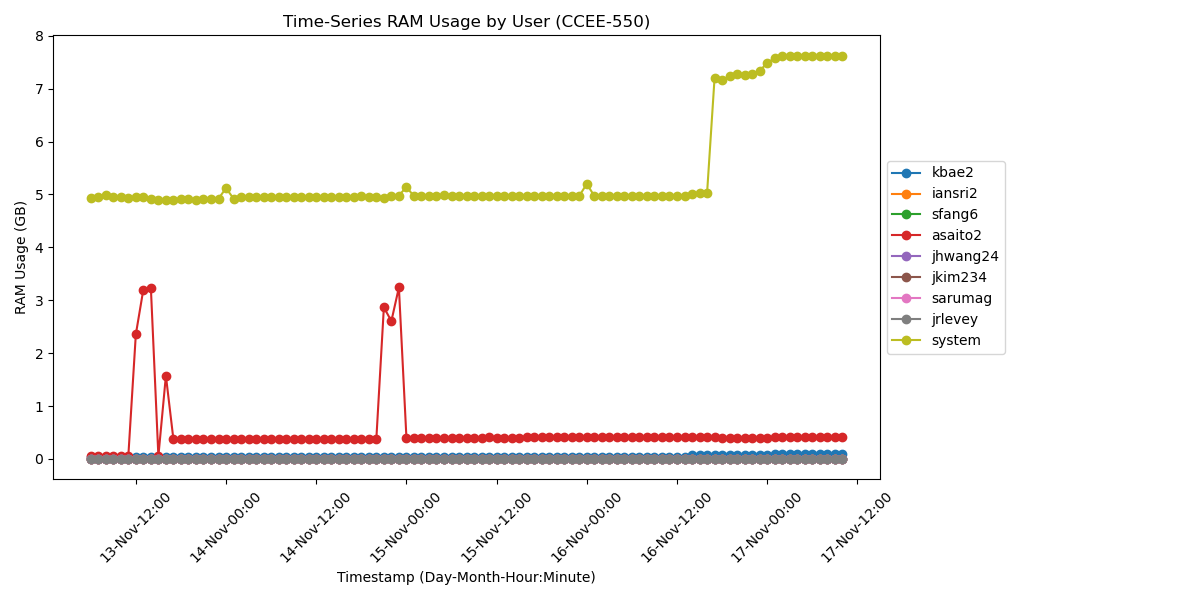 Time-Series RAM Usage by User (CCEE-550)
RAM Usage (GB)
8
7
6
5
4
3
2
1
0
13-Nov-12:00
14-Nov-00:00
14-Nov-12:00
15-Nov-00:00
15-Nov-12:00
16-Nov-00:00
16-Nov-12:00
17-Nov-00:00
17-Nov-12:00
Timestamp (Day-Month-Hour:Minute)
kbae2
iansri2
sfang6
asaito2
jhwang24
jkim234
sarumag
jrlevey
system